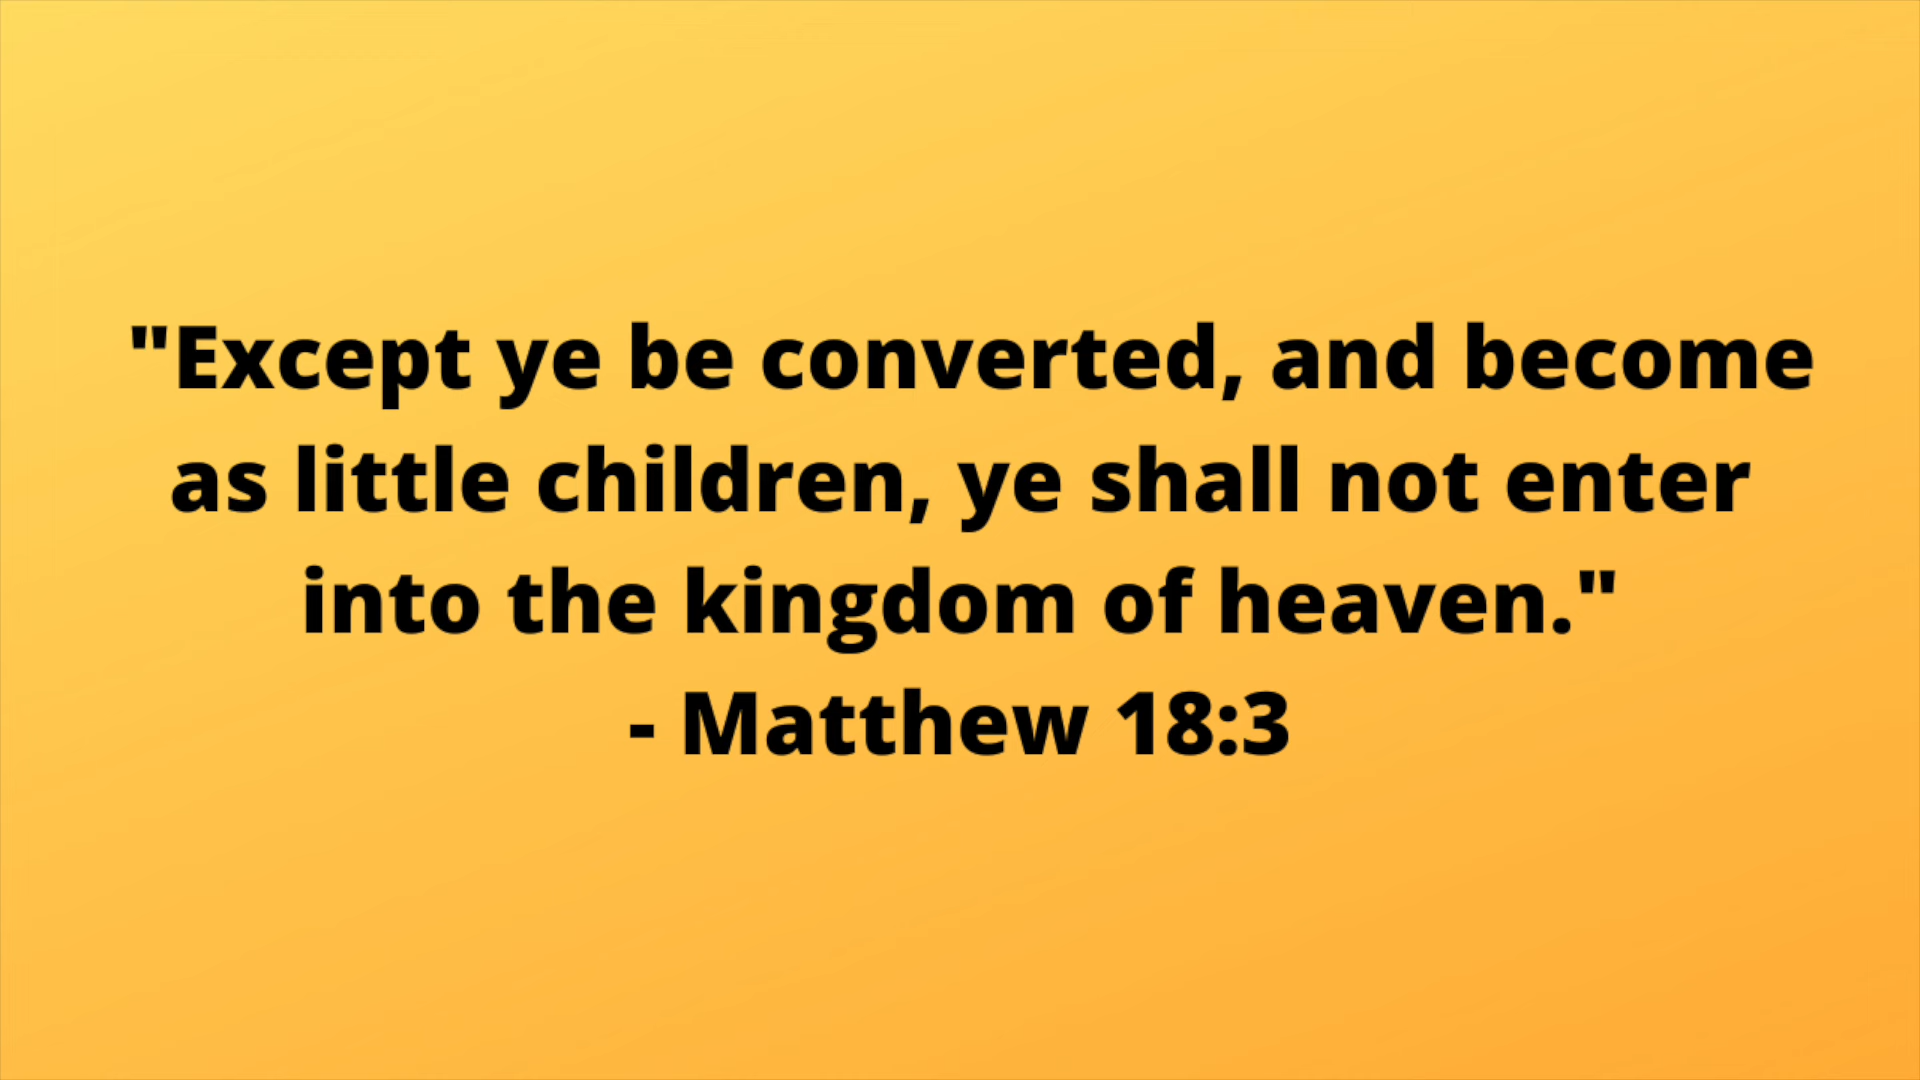 "Except ye be converted, and become
as little children, ye shall not enter
into the kingdom of heaven."
- Matthew 18:3